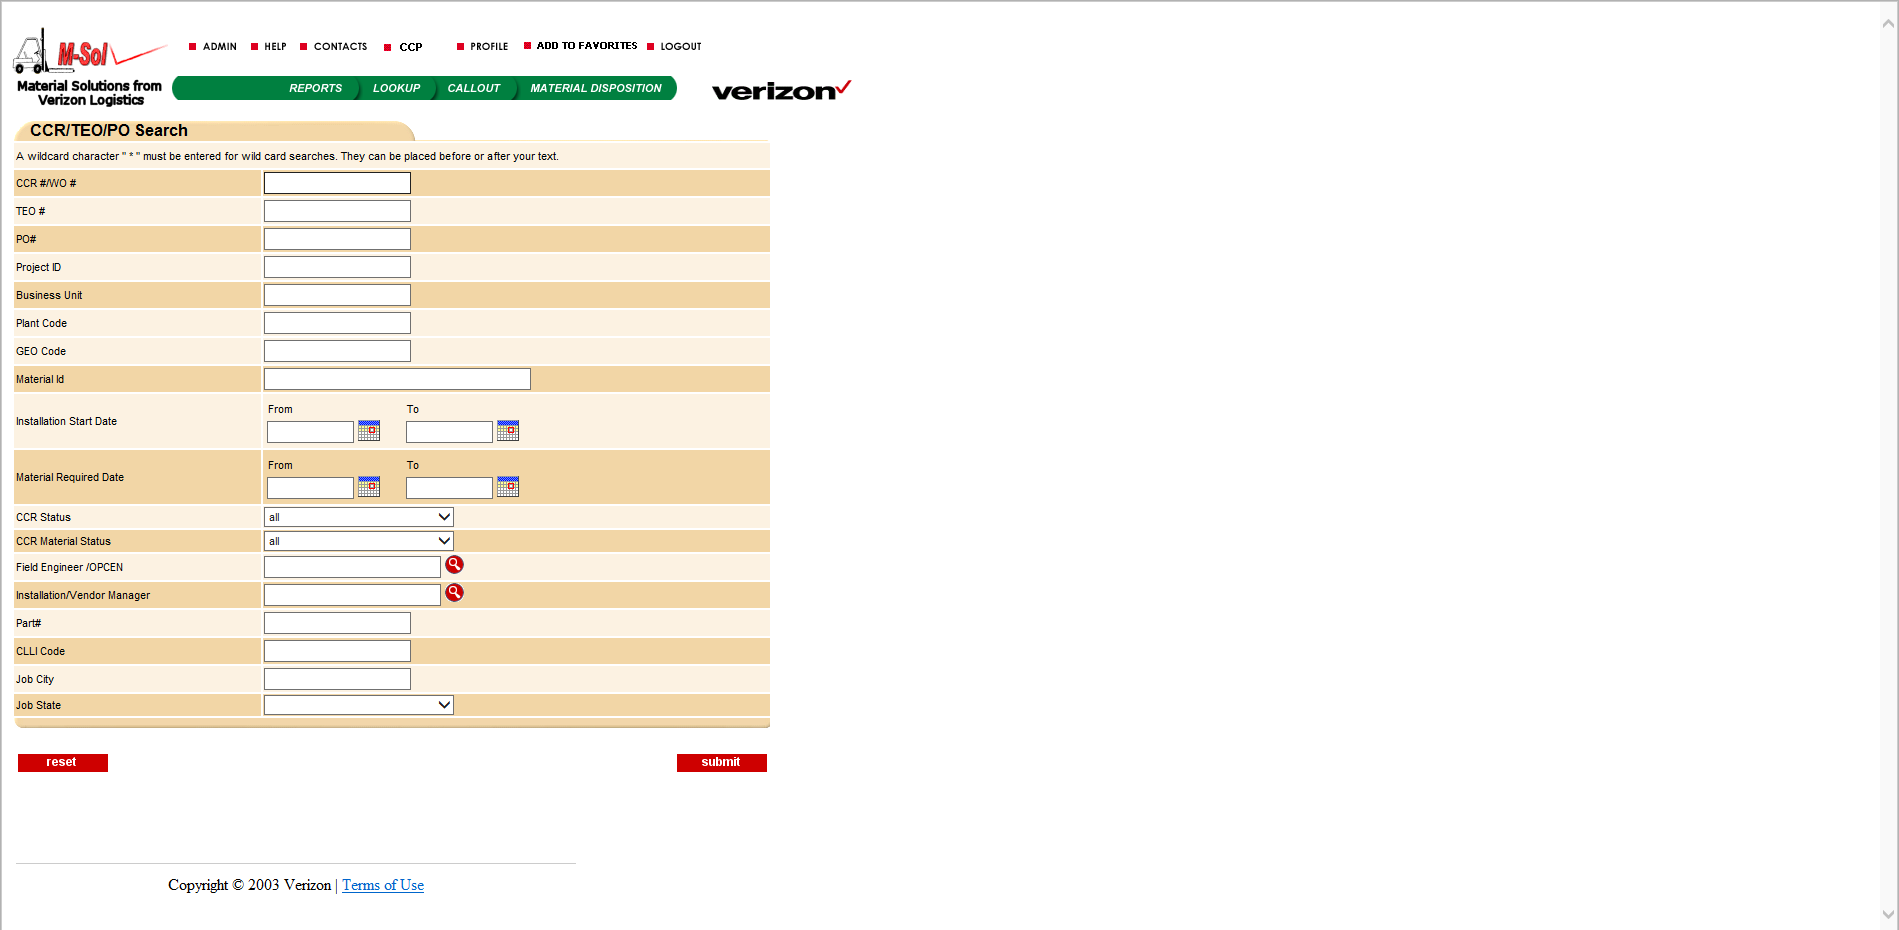 M-Sol
Material Solutions from
Verizon Logistics
ADMIN HELP CONTACTS CCP PROFILE ADD TO FAVORITES LOGOUT
REPORTS LOOKUP CALLOUT MATERIAL DISPOSITION
verizon
CCR/TEO/PO Search
A wildcard character " * " must be entered for wild card searches. They can be placed before or after your text.
CCR #/WO #
TEO #
PO#
Project ID
Business Unit
Plant Code
GEO Code
Material Id
Installation Start Date From To
Material Required Date From To
CCR Status all
CCR Material Status all
Field Engineer /OPCEN
Installation/Vendor Manager
Part#
CLLI Code
Job City
Job State
reset submit
Copyright © 2003 Verizon | Terms of Use